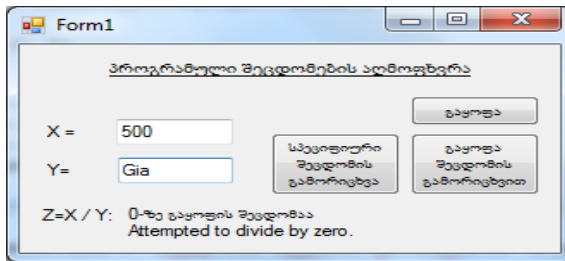 Form1
პროგრამული შეცდომების აღმოფხვრა
გაყოფა
X = 500
სპეციფიური
შეცდომის
გამორიცხვა
გაყოფა
შეცდომის
გამორიცხვით
Y= Gia
Z=X / Y: 0-ზე გაყოფის შეცდომაა
Attempted to divide by zero.